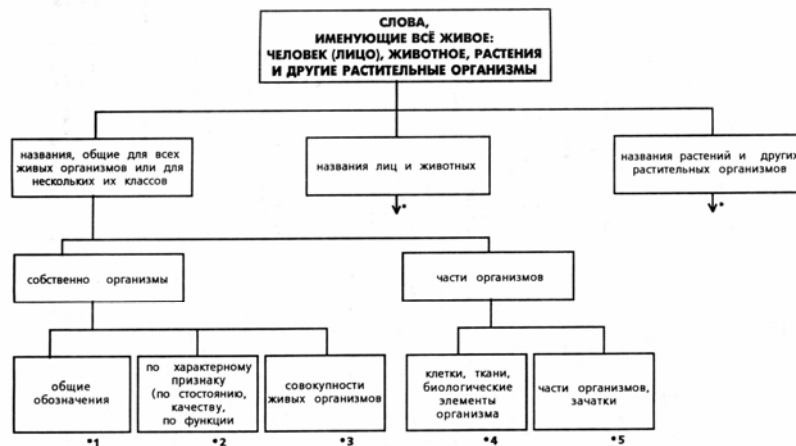 СЛОВА,
ИМЕНУЮЩИЕ ВСЁ ЖИВОЕ:
ЧЕЛОВЕК (ЛИЦО), ЖИВОТНОЕ, РАСТЕНИЯ
И ДРУГИЕ РАСТИТЕЛЬНЫЕ ОРГАНИЗМЫ
названия, общие для всех
живых организмов или для
нескольких их классов
названия лиц и животных
названия растений и других
растительных организмов
*
*
собственно организмы
части организмов
общие
обозначения
по характерному
признаку
(по стостоянию,
качеству,
по функции
совокупности
живых организмов
клетки, ткани,
биологические
элементы
организма
части организмов,
зачатки
*1
*2
*3
*4
*5